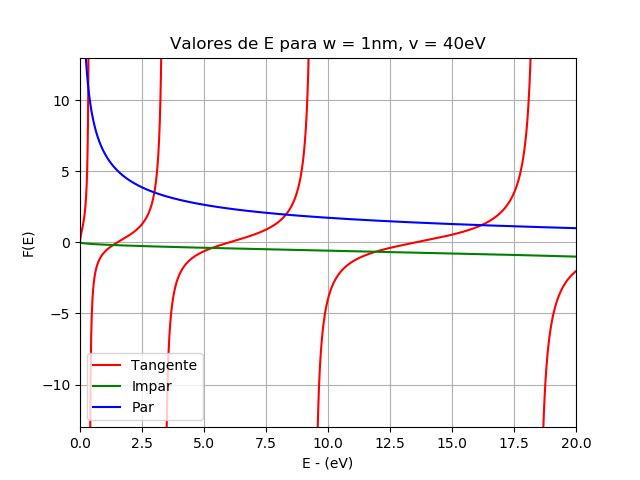 Valores de E para w = 1nm, v = 40eV
F(E)
10
5
0
−5
−10
Tangente
Impar
Par
0.0 2.5 5.0 7.5 10.0 12.5 15.0 17.5 20.0
E - (eV)